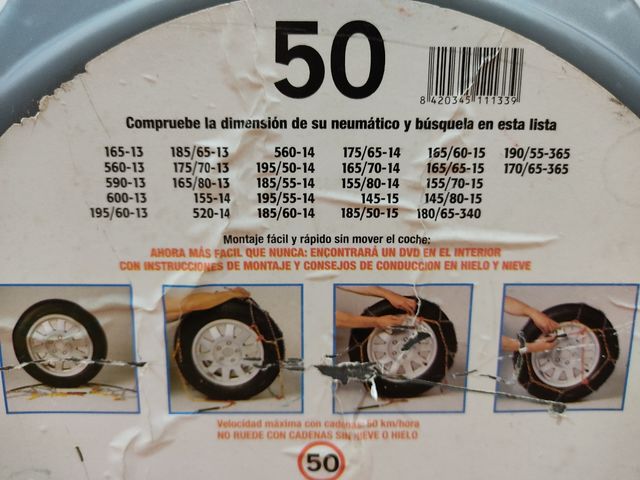 50
8 420345 111339
Compruebe la dimensión de su neumático y búsquela en esta lista
165-13 185/65-13 560-14 175/65-14 165/60-15 190/55-365
560-13 175/70-13 195/50-14 165/70-14 165/65-15 170/65-365
590-13 165/80-13 185/55-14 155/80-14 155/70-15
600-13 155-14 195/55-14 145-15 145/80-15
195/60-13 520-14 185/60-14 185/50-15 180/65-340
Montaje fácil y rápido sin mover el coche:
AHORA MÁS FACIL QUE NUNCA: ENCONTRARÁ UN DVD EN EL INTERIOR
CON INSTRUCCIONES DE MONTAJE Y CONSEJOS DE CONDUCCION EN HIELO Y NIEVE
Velocidad máxima con cadenas: 50 km/hora
NO RUEDE CON CADENAS SIN NIEVE O HIELO
50